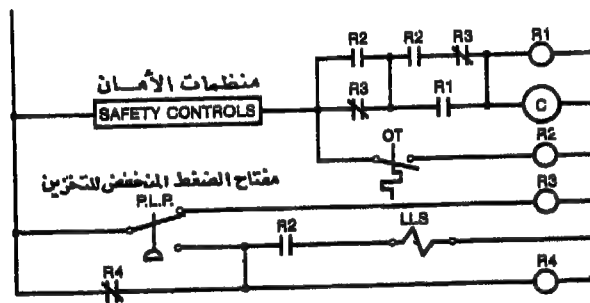 R1
R2 R2 R3
منظمات الأمان
SAFETY CONTROLS
R3 R1 C
OT
R2
مفتاح الضغط المنخفض للتخزين
P.L.P.
R3
R2 LLS
R4 R4